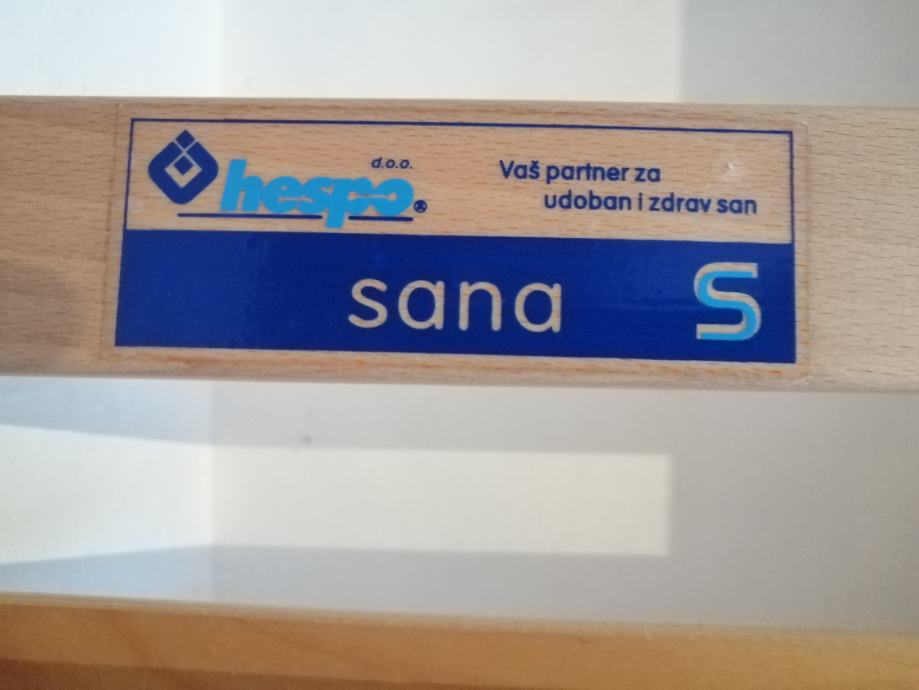 hespo d.o.o. ®
Vaš partner za
udoban i zdrav san
sana S